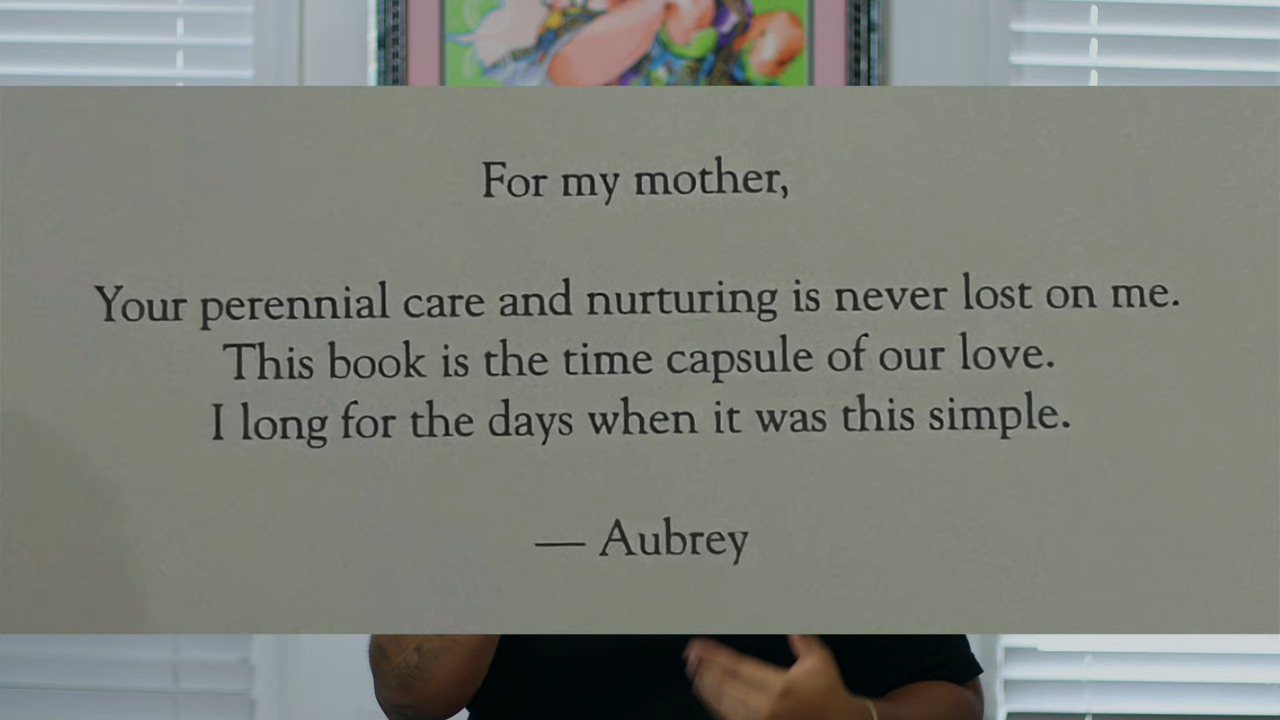 For my mother,
Your perennial care and nurturing is never lost on me.
This book is the time capsule of our love.
I long for the days when it was this simple.
— Aubrey